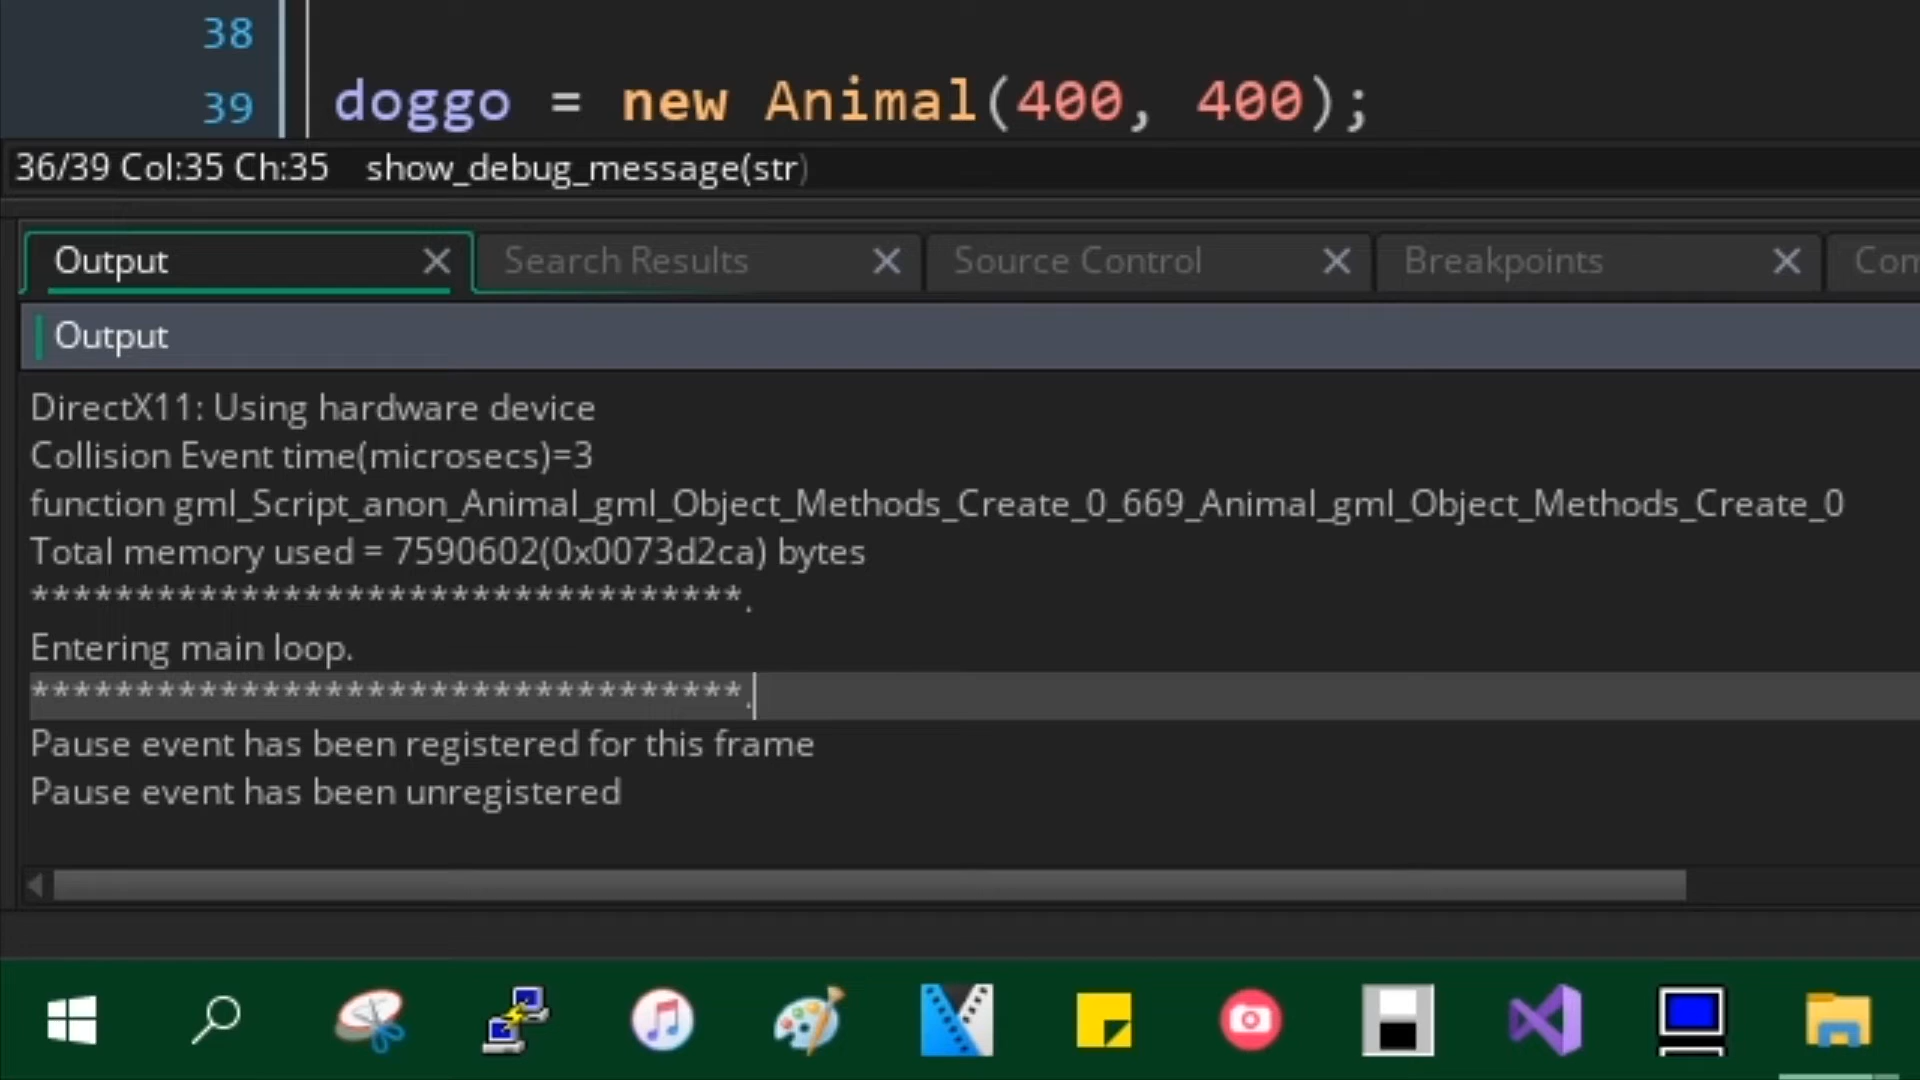 38
39 doggo = new Animal(400, 400);
36/39 Col:35 Ch:35 show_debug_message(str)
Output Search Results Source Control Breakpoints Com
Output
DirectX11: Using hardware device
Collision Event time(microsecs)=3
function gml_Script_anon_Animal_gml_Object_Methods_Create_0_669_Animal_gml_Object_Methods_Create_0
Total memory used = 7590602(0x0073d2ca) bytes
**********************************.
Entering main loop.
**********************************.
Pause event has been registered for this frame
Pause event has been unregistered